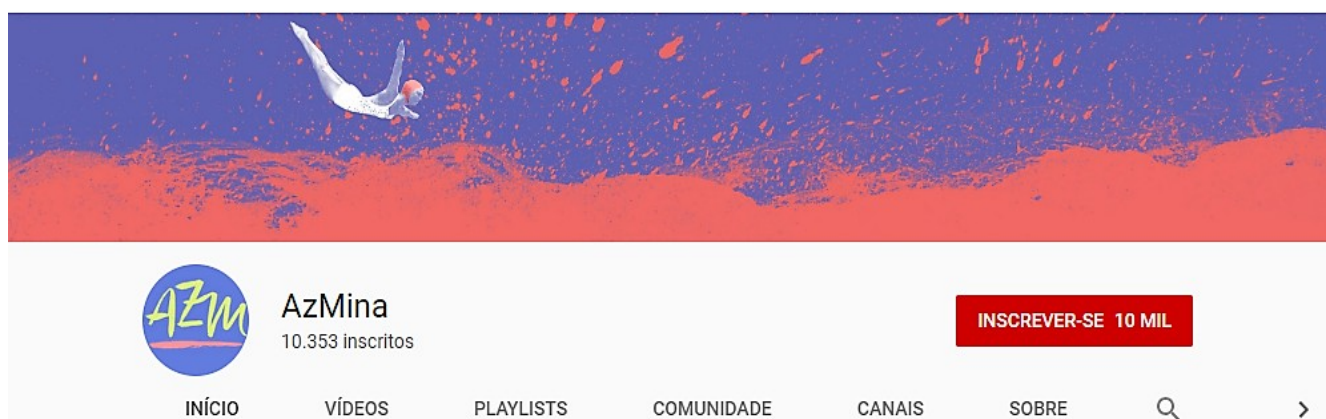 AZM
AzMina
10.353 inscritos
INSCREVER-SE 10 MIL
INÍCIO VÍDEOS PLAYLISTS COMUNIDADE CANAIS SOBRE